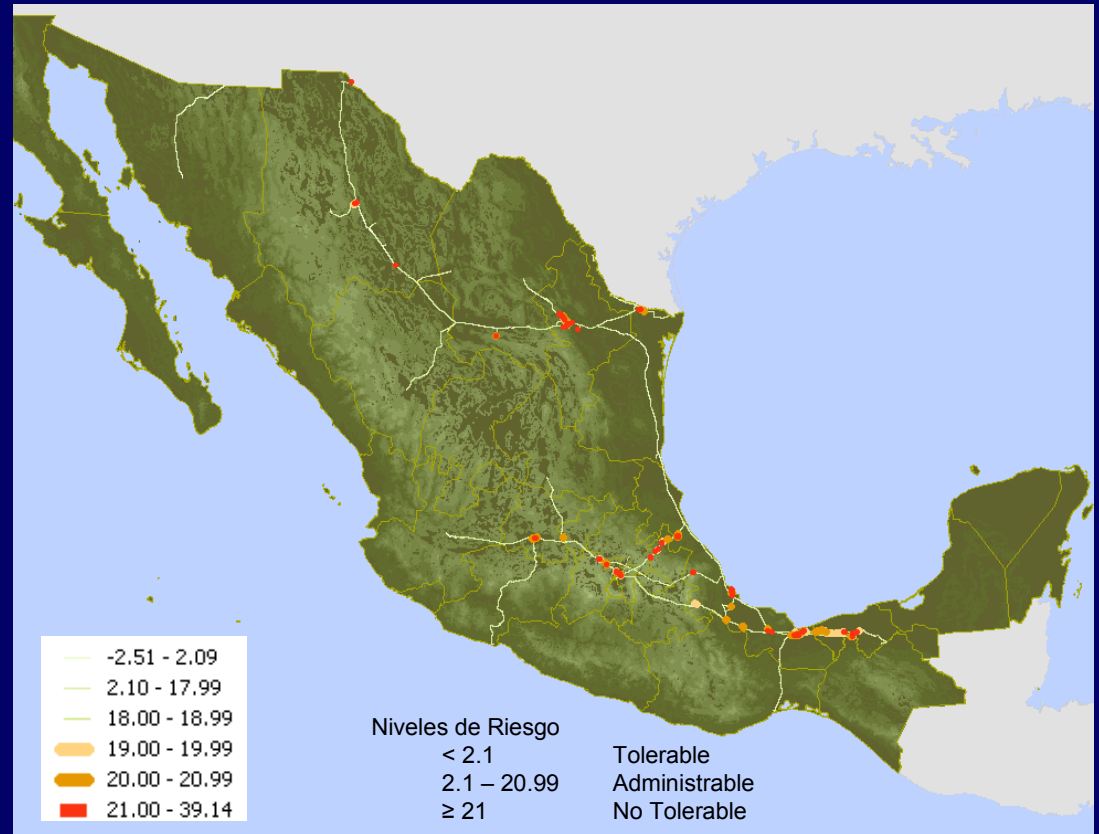 -2.51 - 2.09
2.10 - 17.99
18.00 - 18.99
19.00 - 19.99
20.00 - 20.99
21.00 - 39.14
Niveles de Riesgo
< 2.1 Tolerable
2.1 – 20.99 Administrable
≥ 21 No Tolerable